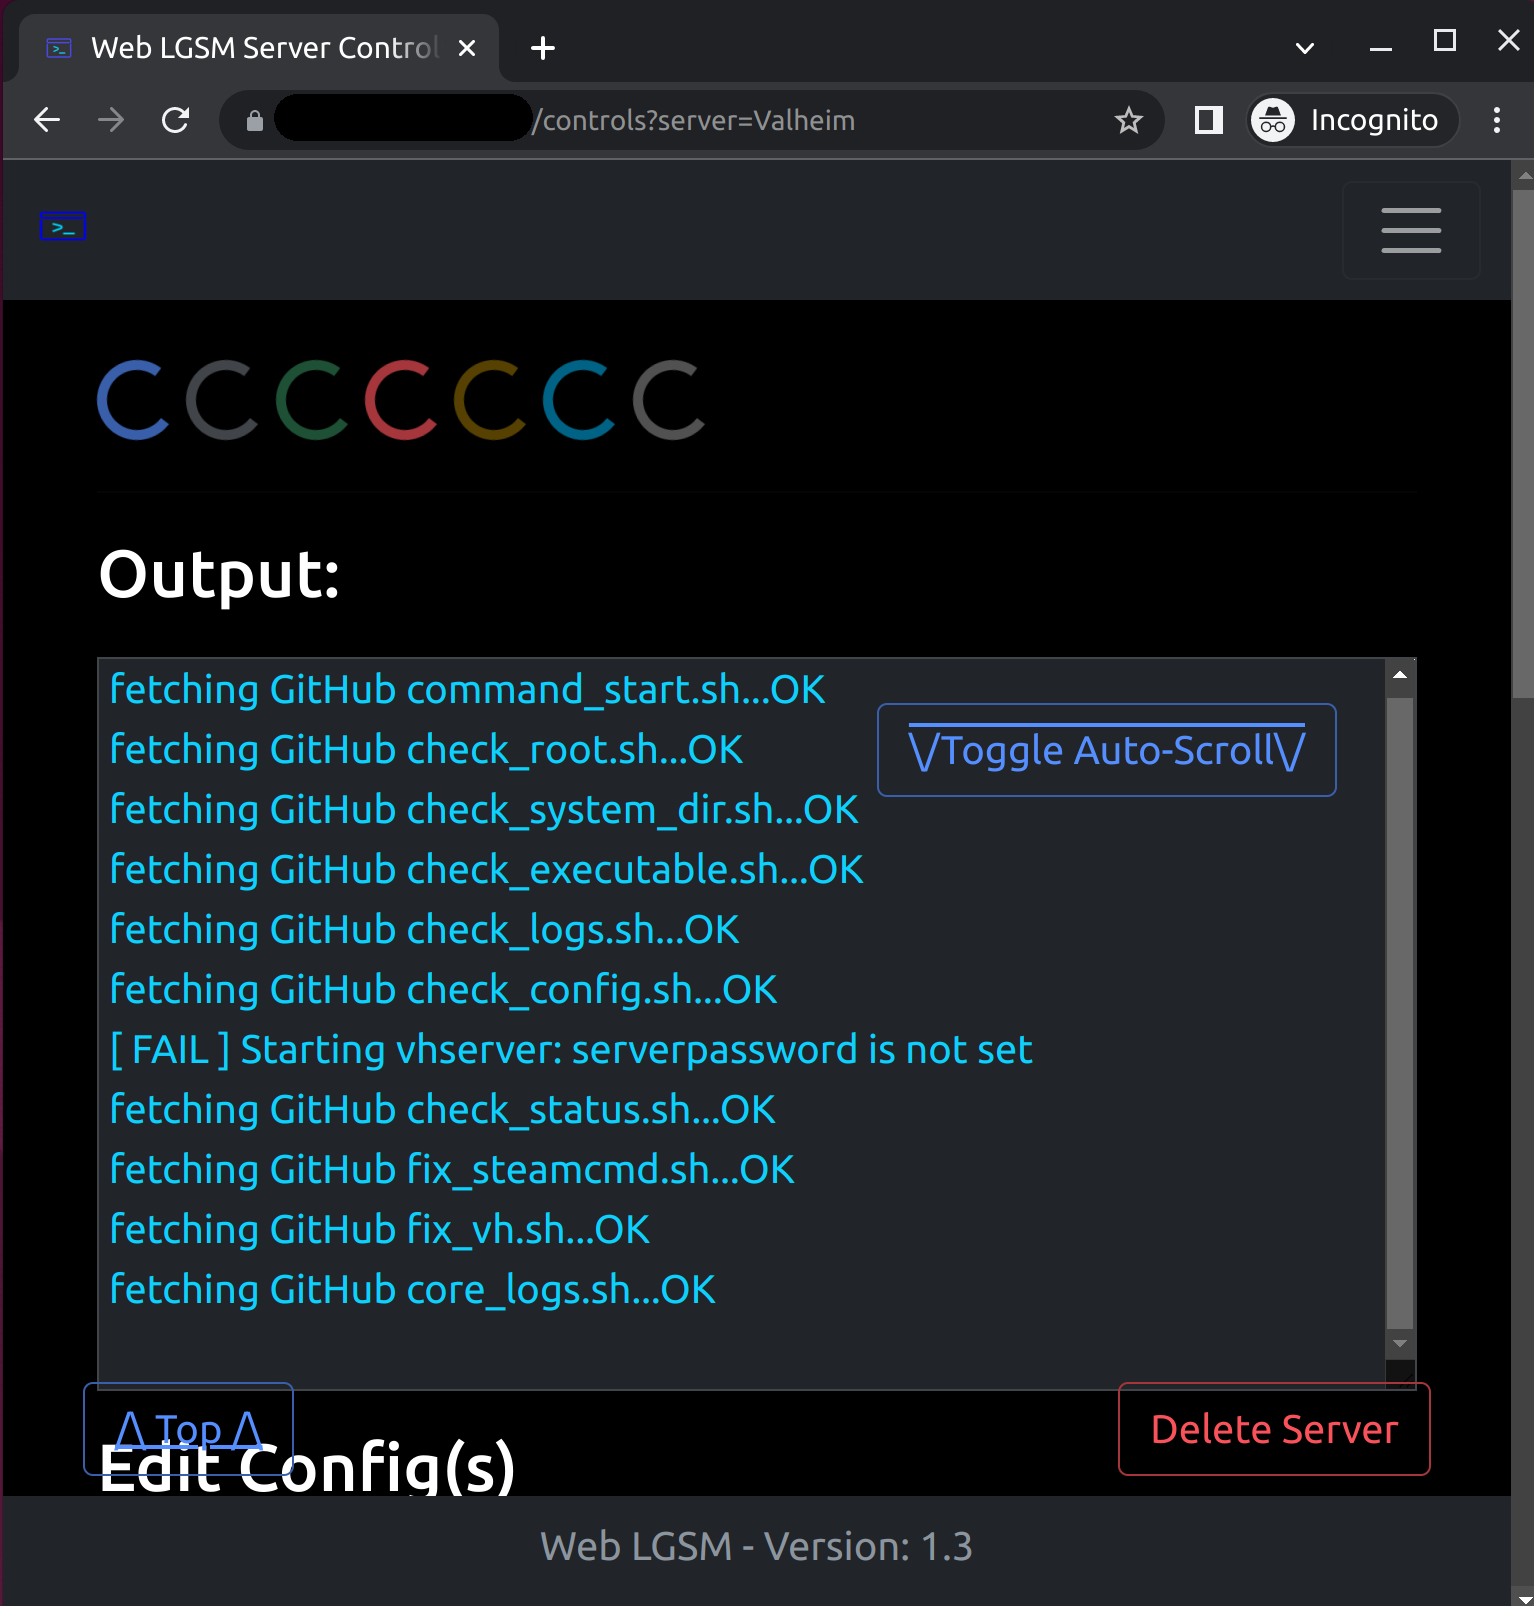 >_ Web LGSM Server Control
/controls?server=Valheim
Incognito
>_
Output:
fetching GitHub command_start.sh...OK
\/Toggle Auto-Scroll\/
fetching GitHub check_root.sh...OK
fetching GitHub check_system_dir.sh...OK
fetching GitHub check_executable.sh...OK
fetching GitHub check_logs.sh...OK
fetching GitHub check_config.sh...OK
[ FAIL ] Starting vhserver: serverpassword is not set
fetching GitHub check_status.sh...OK
fetching GitHub fix_steamcmd.sh...OK
fetching GitHub fix_vh.sh...OK
fetching GitHub core_logs.sh...OK
/\ Top /\
Delete Server
Edit Config(s)
Web LGSM - Version: 1.3